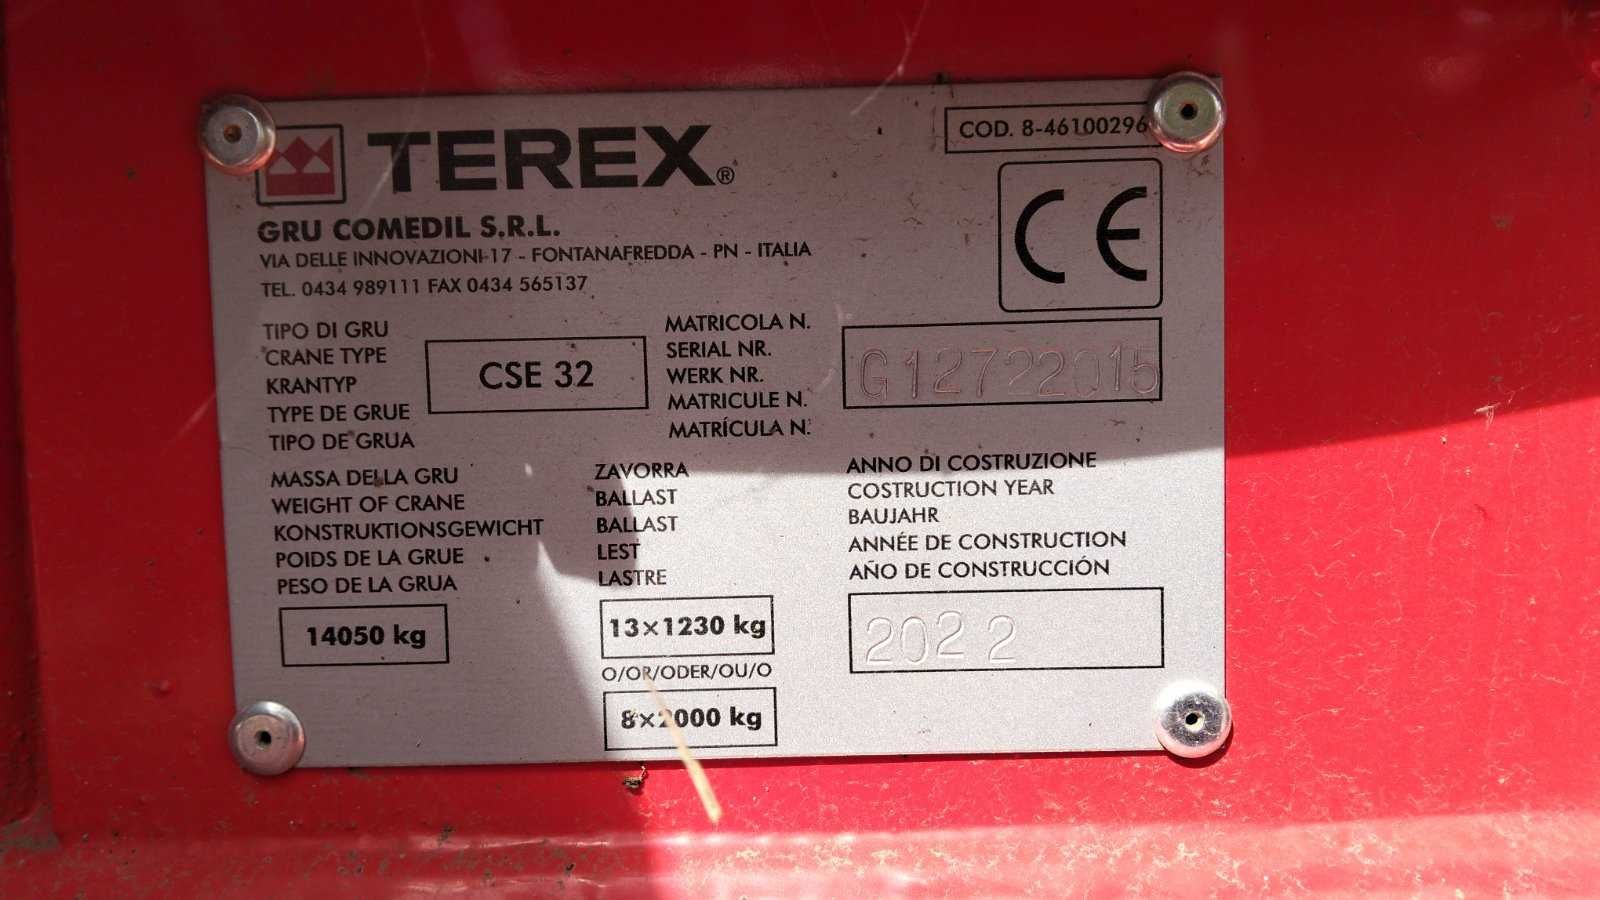 TEREX®
COD. 8-46100296
GRU COMEDIL S.R.L.
VIA DELLE INNOVAZIONI 17 - FONTANAFREDDA - PN - ITALIA
TEL. 0434 989111 FAX 0434 565137
CE
TIPO DI GRU
CRANE TYPE
KRANTYP
TYPE DE GRUE
TIPO DE GRUA
CSE 32
MATRICOLA N.
SERIAL NR.
WERK NR.
MATRICULE N.
MATRÍCULA N.
G12722015
MASSA DELLA GRU
WEIGHT OF CRANE
KONSTRUKTIONSGEWICHT
POIDS DE LA GRUE
PESO DE LA GRUA
14050 kg
ZAVORRA
BALLAST
BALLAST
LEST
LASTRE
13×1230 kg
O/OR/ODER/OU/O
8×2000 kg
ANNO DI COSTRUZIONE
COSTRUCTION YEAR
BAUJAHR
ANNÉE DE CONSTRUCTION
AÑO DE CONSTRUCCIÓN
2022